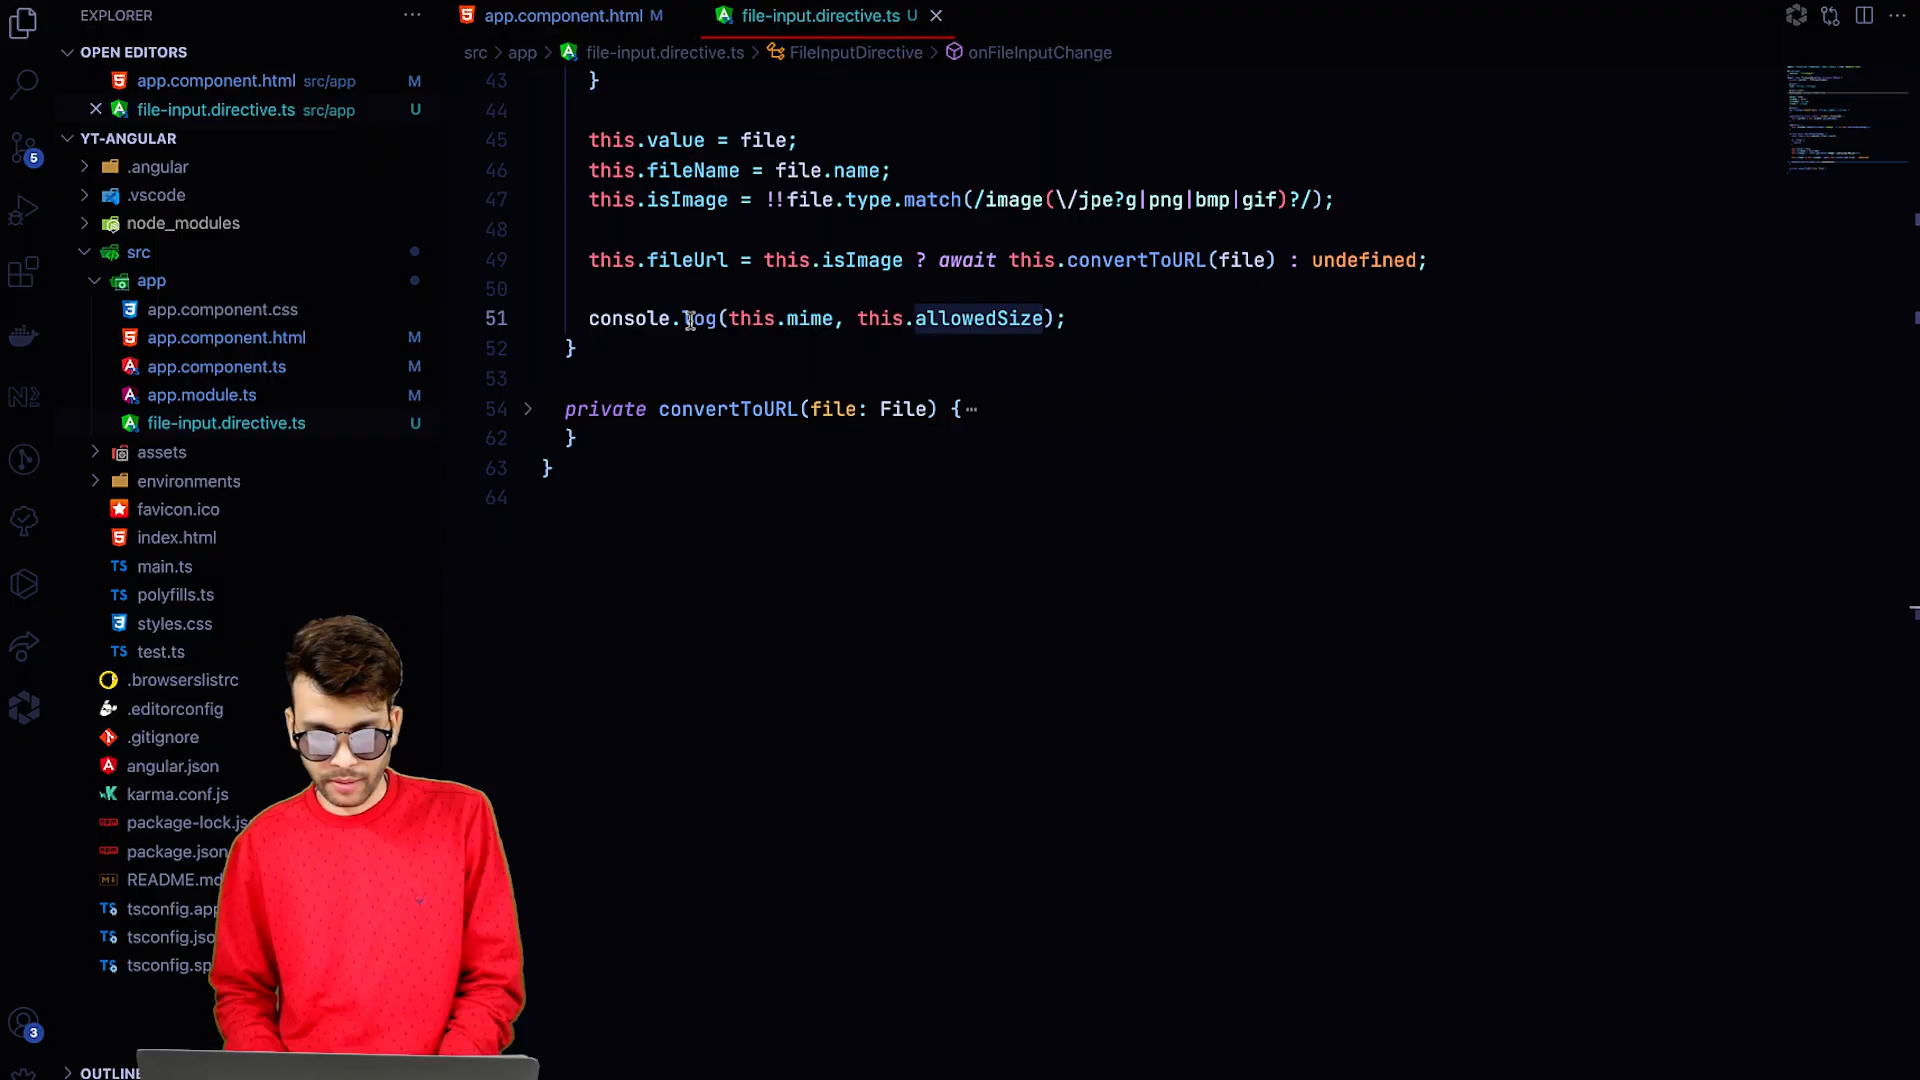 EXPLORER
OPEN EDITORS
app.component.html src/app M
file-input.directive.ts src/app U
YT-ANGULAR
.angular
.vscode
node_modules
src
app
app.component.css
app.component.html M
app.component.ts M
app.module.ts M
file-input.directive.ts U
assets
environments
favicon.ico
index.html
main.ts
polyfills.ts
styles.css
test.ts
.browserslistrc
.editorconfig
.gitignore
angular.json
karma.conf.js
package-lock.js
package.json
README.md
tsconfig.app
tsconfig.jso
tsconfig.sp
OUTLINE
5
3
app.component.html M
file-input.directive.ts U
src > app > file-input.directive.ts > FileInputDirective > onFileInputChange
43 }
44
45 this.value = file;
46 this.fileName = file.name;
47 this.isImage = !!file.type.match(/image(\/jpe?g|png|bmp|gif)?/);
48
49 this.fileUrl = this.isImage ? await this.convertToURL(file) : undefined;
50
51 console.log(this.mime, this.allowedSize);
52 }
53
54 private convertToURL(file: File) {⋯
62 }
63 }
64